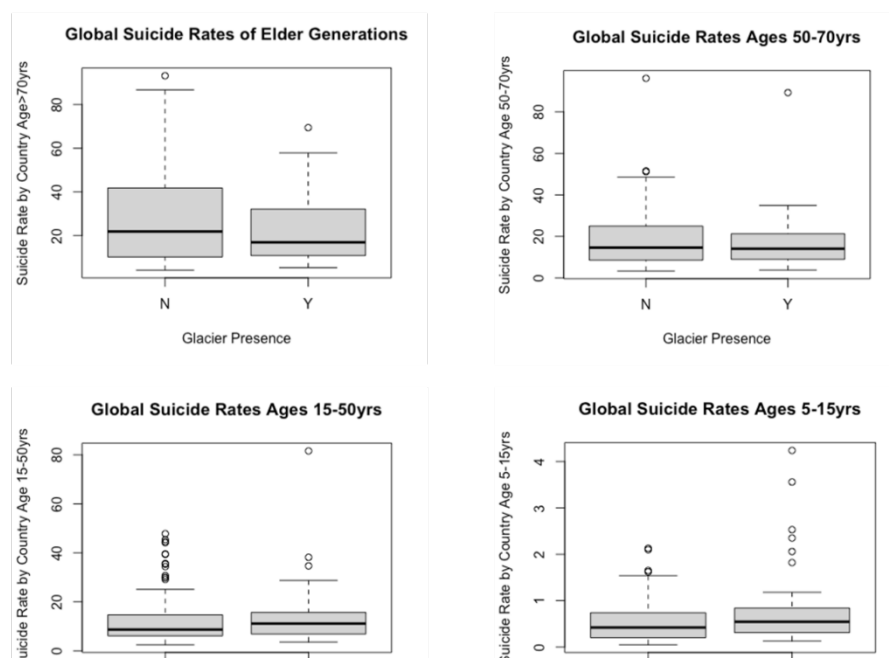 Global Suicide Rates of Elder Generations
Suicide Rate by Country Age>70yrs
80
60
40
20
N
Y
Glacier Presence
Global Suicide Rates Ages 50-70yrs
Suicide Rate by Country Age 50-70yrs
80
60
40
20
0
N
Y
Glacier Presence
Global Suicide Rates Ages 15-50yrs
uicide Rate by Country Age 15-50yrs
80
60
40
20
0
Global Suicide Rates Ages 5-15yrs
Suicide Rate by Country Age 5-15yrs
4
3
2
1
0